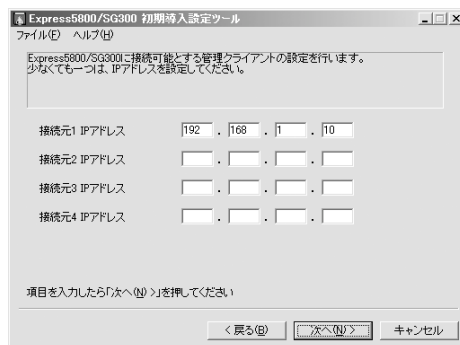 Express5800/SG300 初期導入設定ツール
ファイル(F) ヘルプ(H)
Express5800/SG300に接続可能とする管理クライアントの設定を行います。
少なくても一つは、IPアドレスを設定してください。
接続元1 IPアドレス 192 . 168 . 1 . 10
接続元2 IPアドレス . . .
接続元3 IPアドレス . . .
接続元4 IPアドレス . . .
項目を入力したら「次へ(N) >」を押してください
< 戻る(B) 次へ(N) > キャンセル